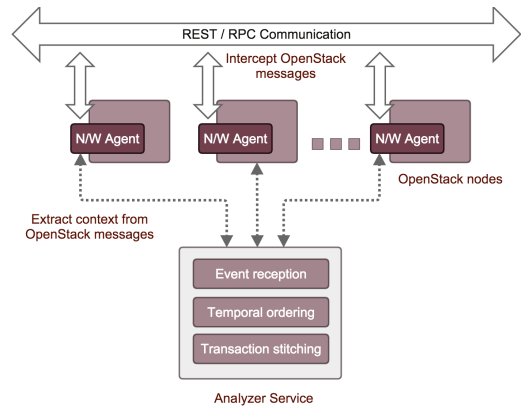 REST / RPC Communication
Intercept OpenStack
messages
N/W Agent
N/W Agent
N/W Agent
OpenStack nodes
Extract context from
OpenStack messages
Event reception
Temporal ordering
Transaction stitching
Analyzer Service